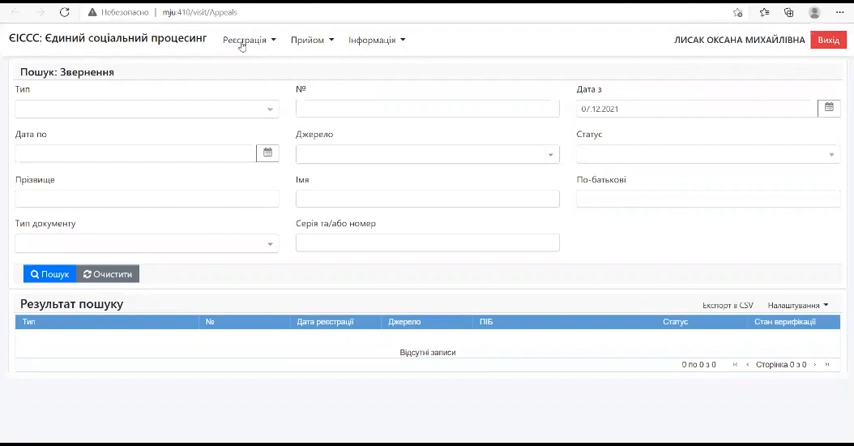 Небезопасно | mju:410/visit/Appeals
ЄІССС: Єдиний соціальний процесинг Реєстрація Прийом Інформація ЛИСАК ОКСАНА МИХАЙЛІВНА Вихід
Пошук: Звернення
Тип № Дата з
07.12.2021
Дата по Джерело Статус
Прізвище Імя По-батькові
Тип документу Серія та/або номер
Пошук Очистити
Результат пошуку Експорт в CSV Налаштування
Тип № Дата реєстрації Джерело ПІБ Статус Стан верифікації
Відсутні записи
0 по 0 з 0 Сторінка 0 з 0